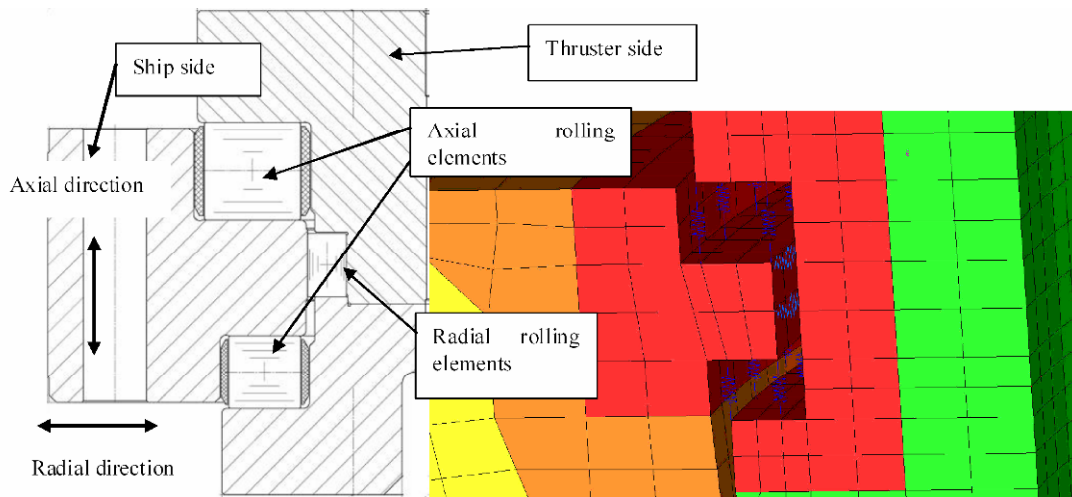 Thruster side
Ship side
Axial rolling
elements
Axial direction
Radial rolling
elements
Radial direction